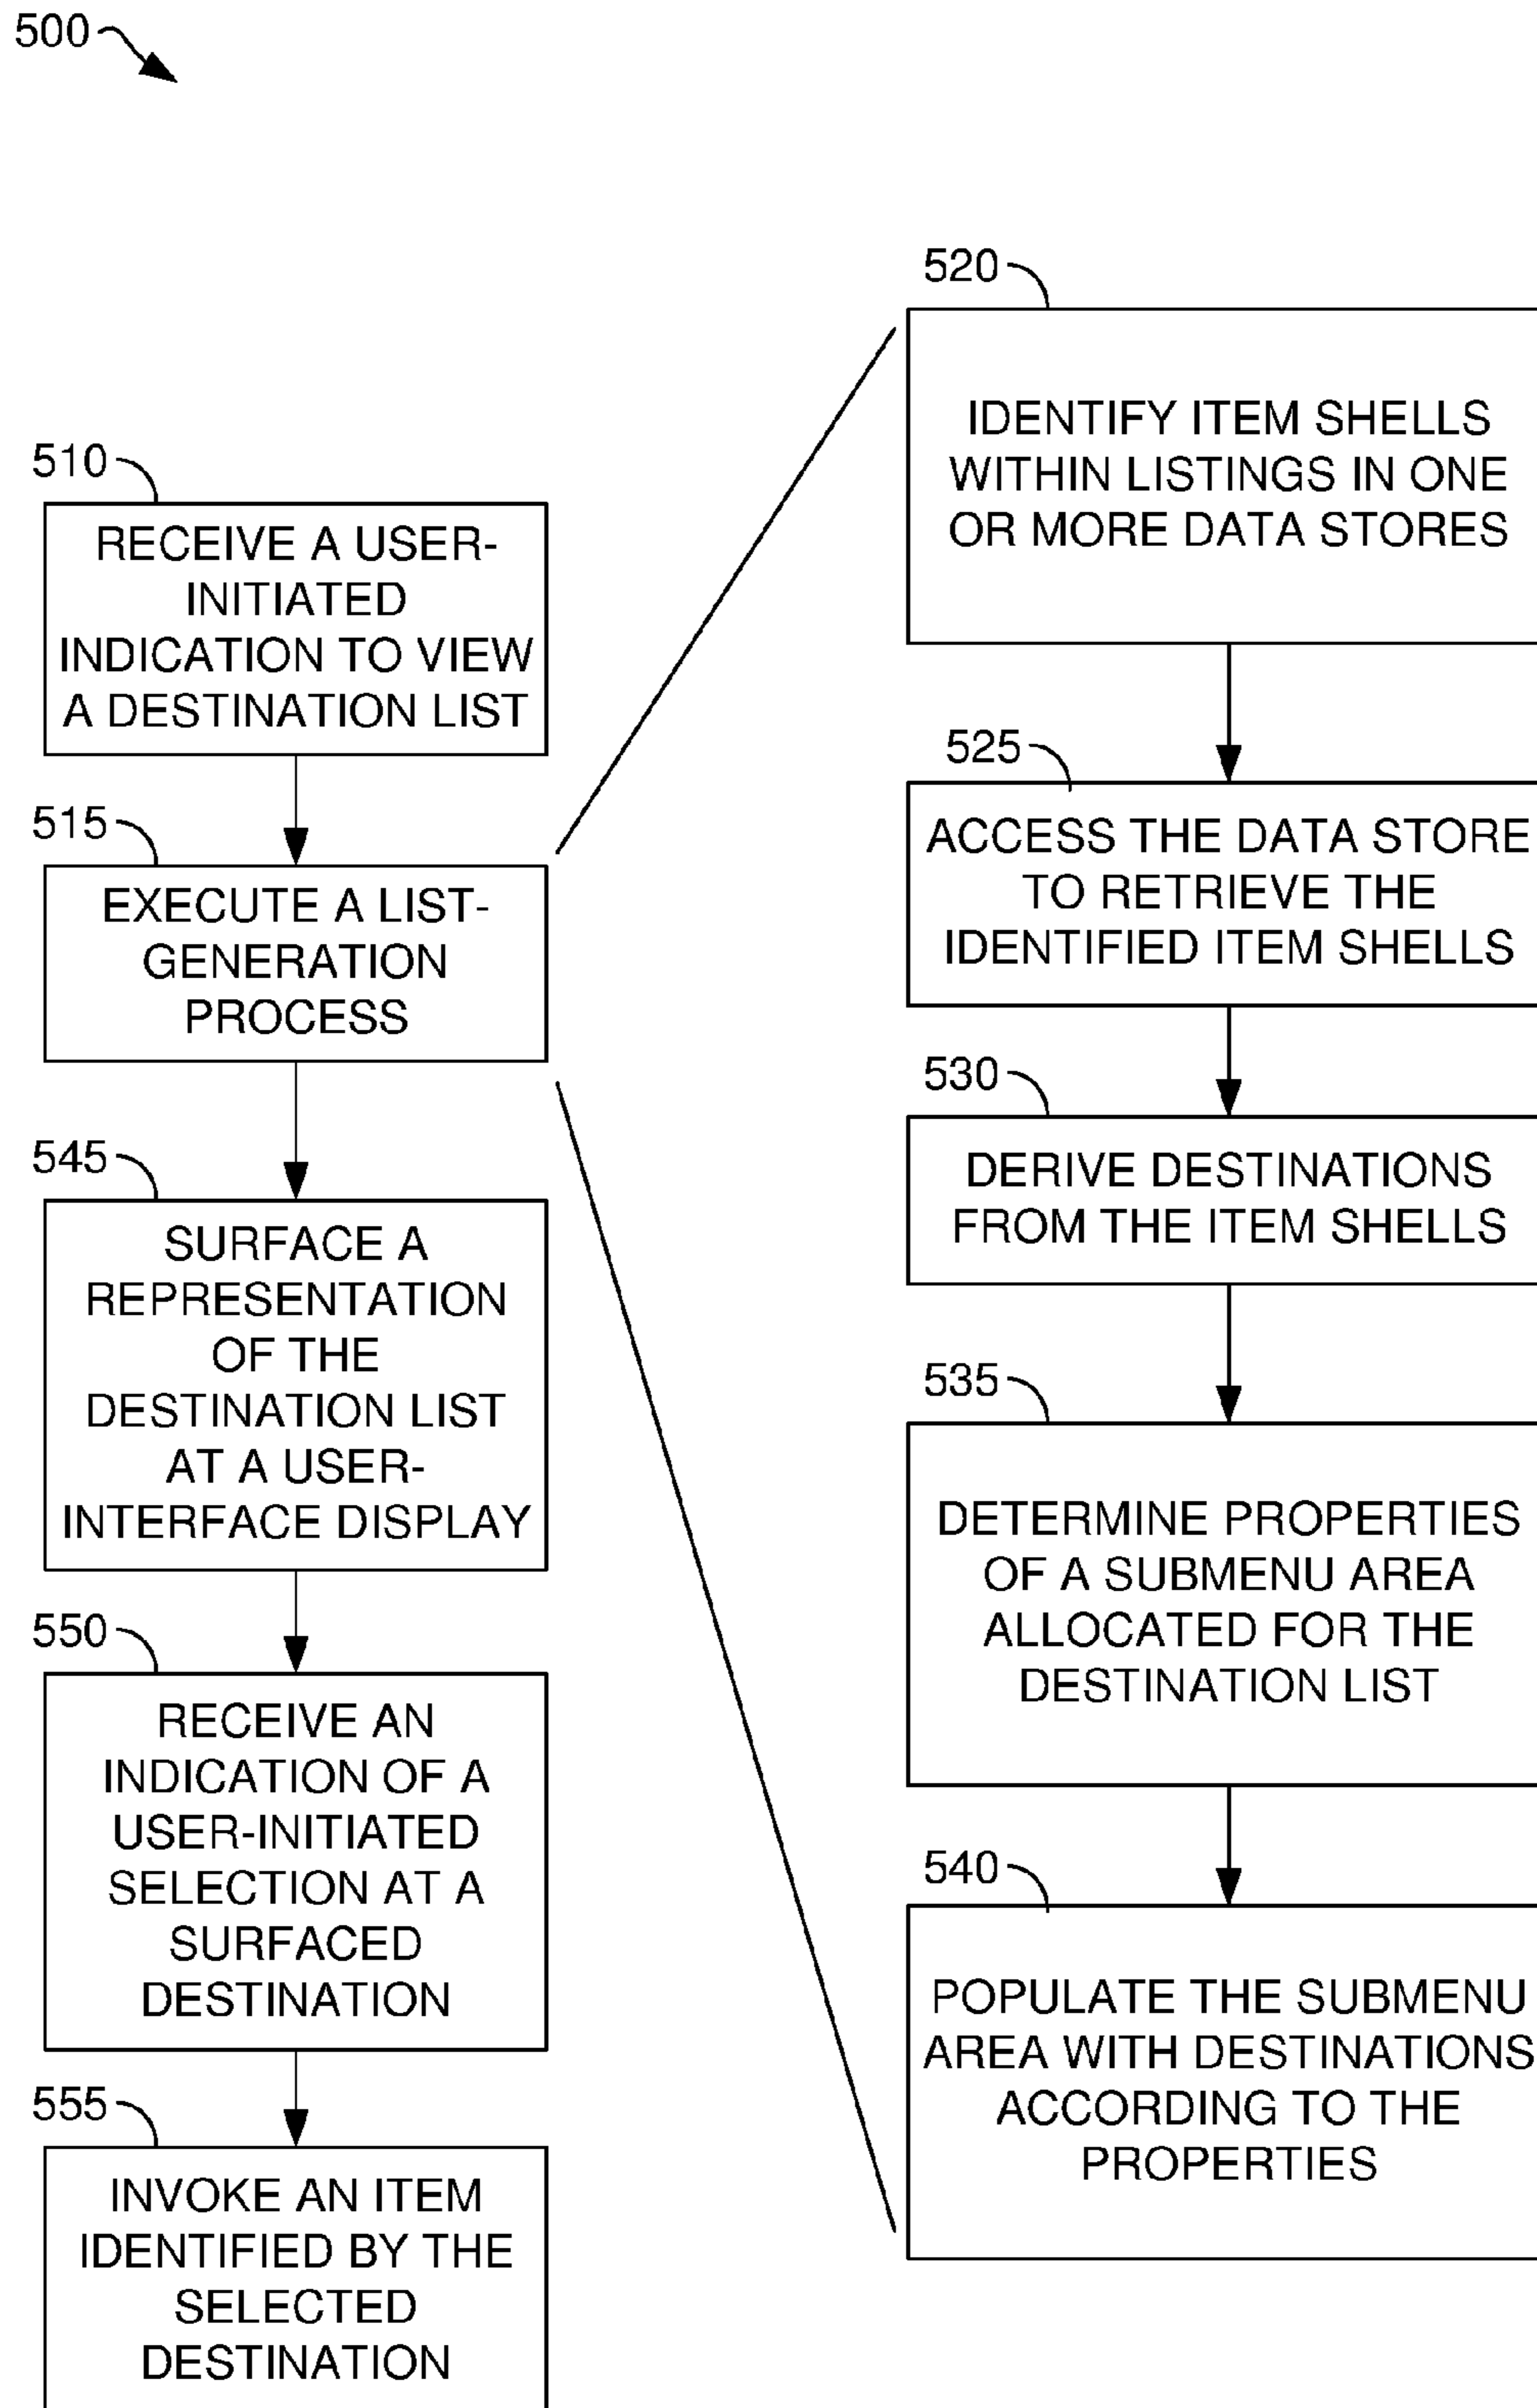 500
510
RECEIVE A USER-
INITIATED
INDICATION TO VIEW
A DESTINATION LIST
515
EXECUTE A LIST-
GENERATION
PROCESS
545
SURFACE A
REPRESENTATION
OF THE
DESTINATION LIST
AT A USER-
INTERFACE DISPLAY
550
RECEIVE AN
INDICATION OF A
USER-INITIATED
SELECTION AT A
SURFACED
DESTINATION
555
INVOKE AN ITEM
IDENTIFIED BY THE
SELECTED
DESTINATION
520
IDENTIFY ITEM SHELLS
WITHIN LISTINGS IN ONE
OR MORE DATA STORES
525
ACCESS THE DATA STORE
TO RETRIEVE THE
IDENTIFIED ITEM SHELLS
530
DERIVE DESTINATIONS
FROM THE ITEM SHELLS
535
DETERMINE PROPERTIES
OF A SUBMENU AREA
ALLOCATED FOR THE
DESTINATION LIST
540
POPULATE THE SUBMENU
AREA WITH DESTINATIONS
ACCORDING TO THE
PROPERTIES